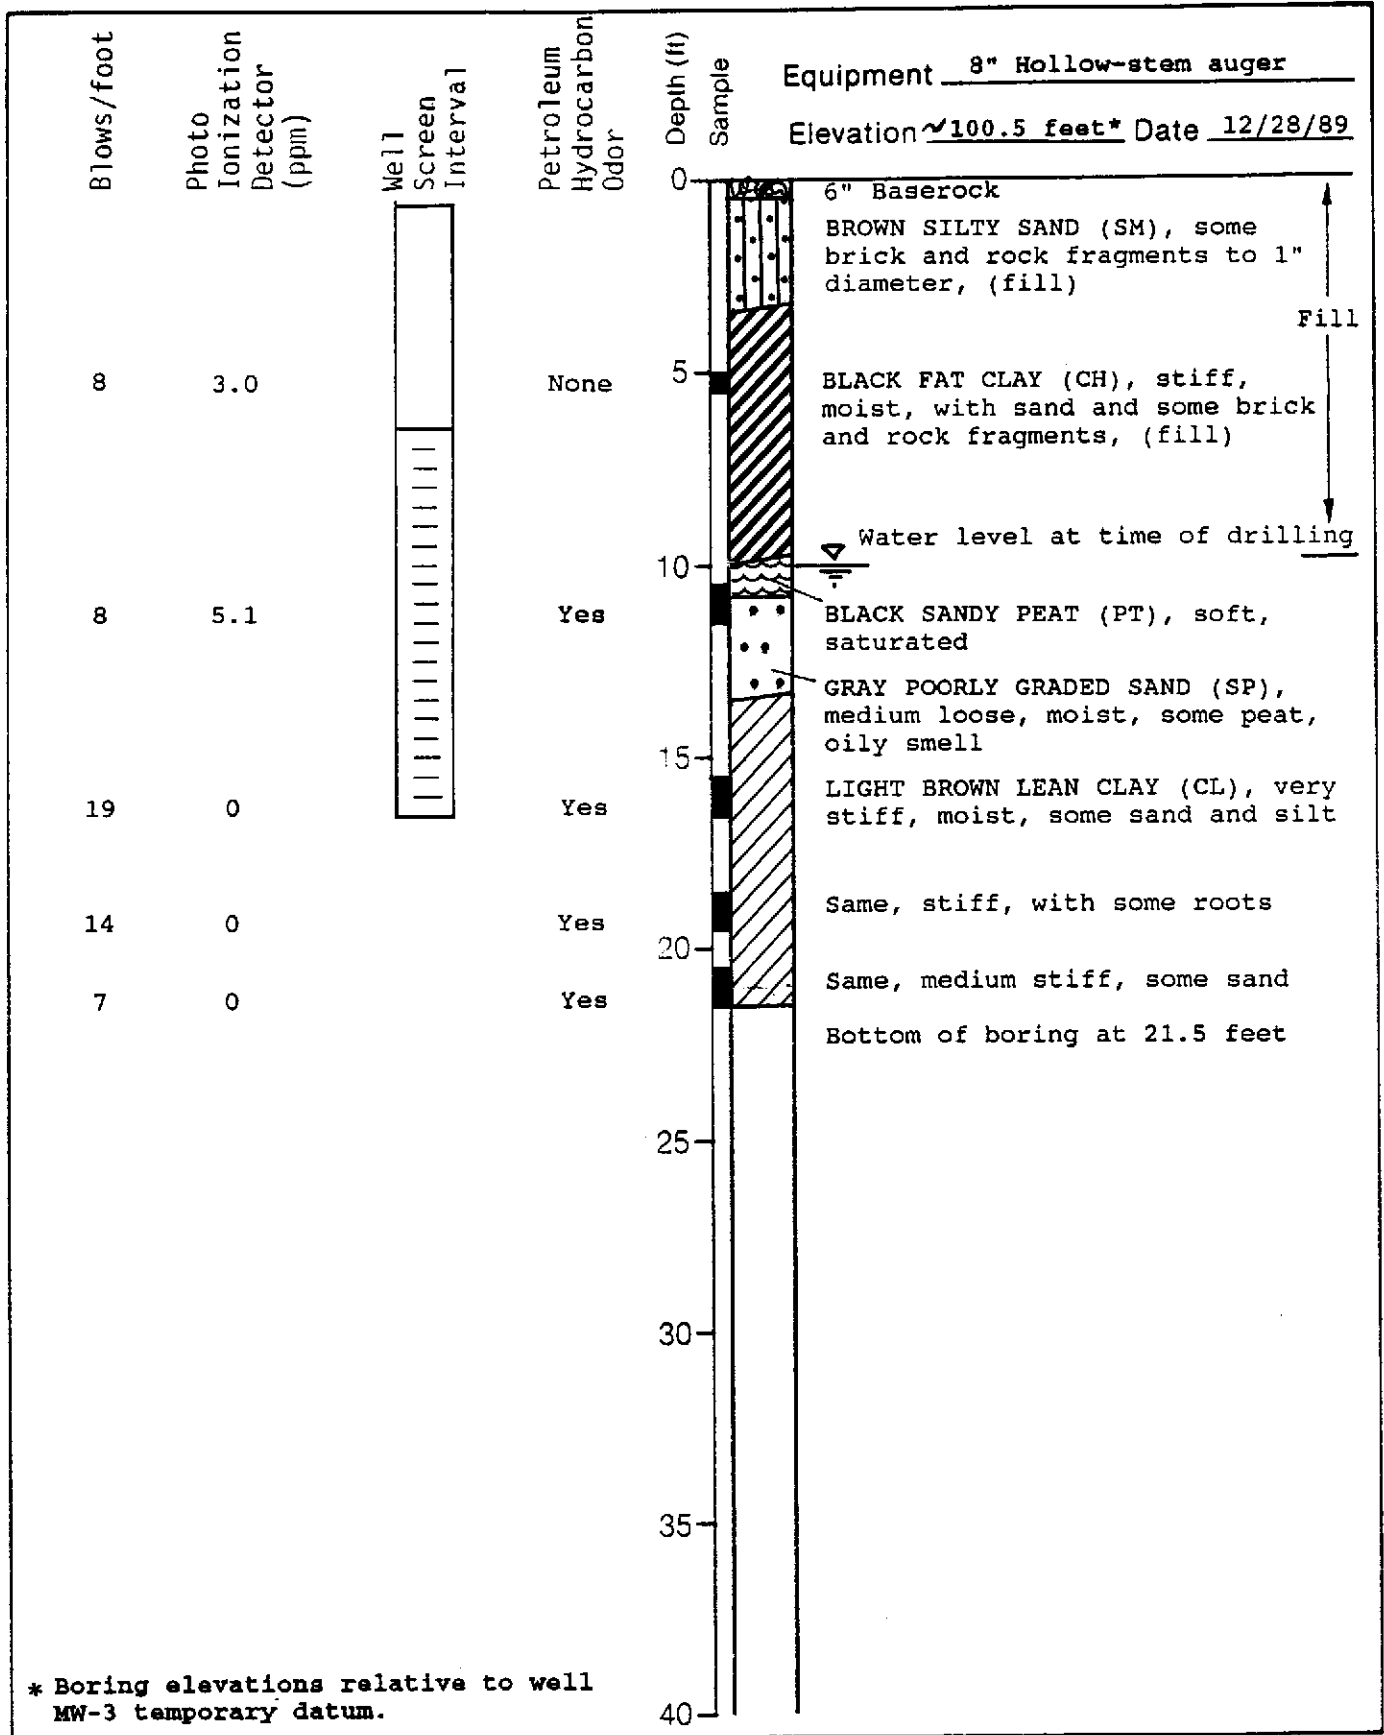 Blows/foot
Photo
Ionization
Detector
(ppm)
Well
Screen
Interval
Petroleum
Hydrocarbon
Odor
Depth (ft)
Sample
Equipment 8" Hollow-stem auger
Elevation ~100.5 feet* Date 12/28/89
0
6" Baserock
BROWN SILTY SAND (SM), some
brick and rock fragments to 1"
diameter, (fill)
Fill
8 3.0 None 5
BLACK FAT CLAY (CH), stiff,
moist, with sand and some brick
and rock fragments, (fill)
Water level at time of drilling
10
8 5.1 Yes
BLACK SANDY PEAT (PT), soft,
saturated
GRAY POORLY GRADED SAND (SP),
medium loose, moist, some peat,
oily smell
15
19 0 Yes
LIGHT BROWN LEAN CLAY (CL), very
stiff, moist, some sand and silt
14 0 Yes
Same, stiff, with some roots
20
7 0 Yes
Same, medium stiff, some sand
Bottom of boring at 21.5 feet
25
30
35
40
* Boring elevations relative to well
MW-3 temporary datum.